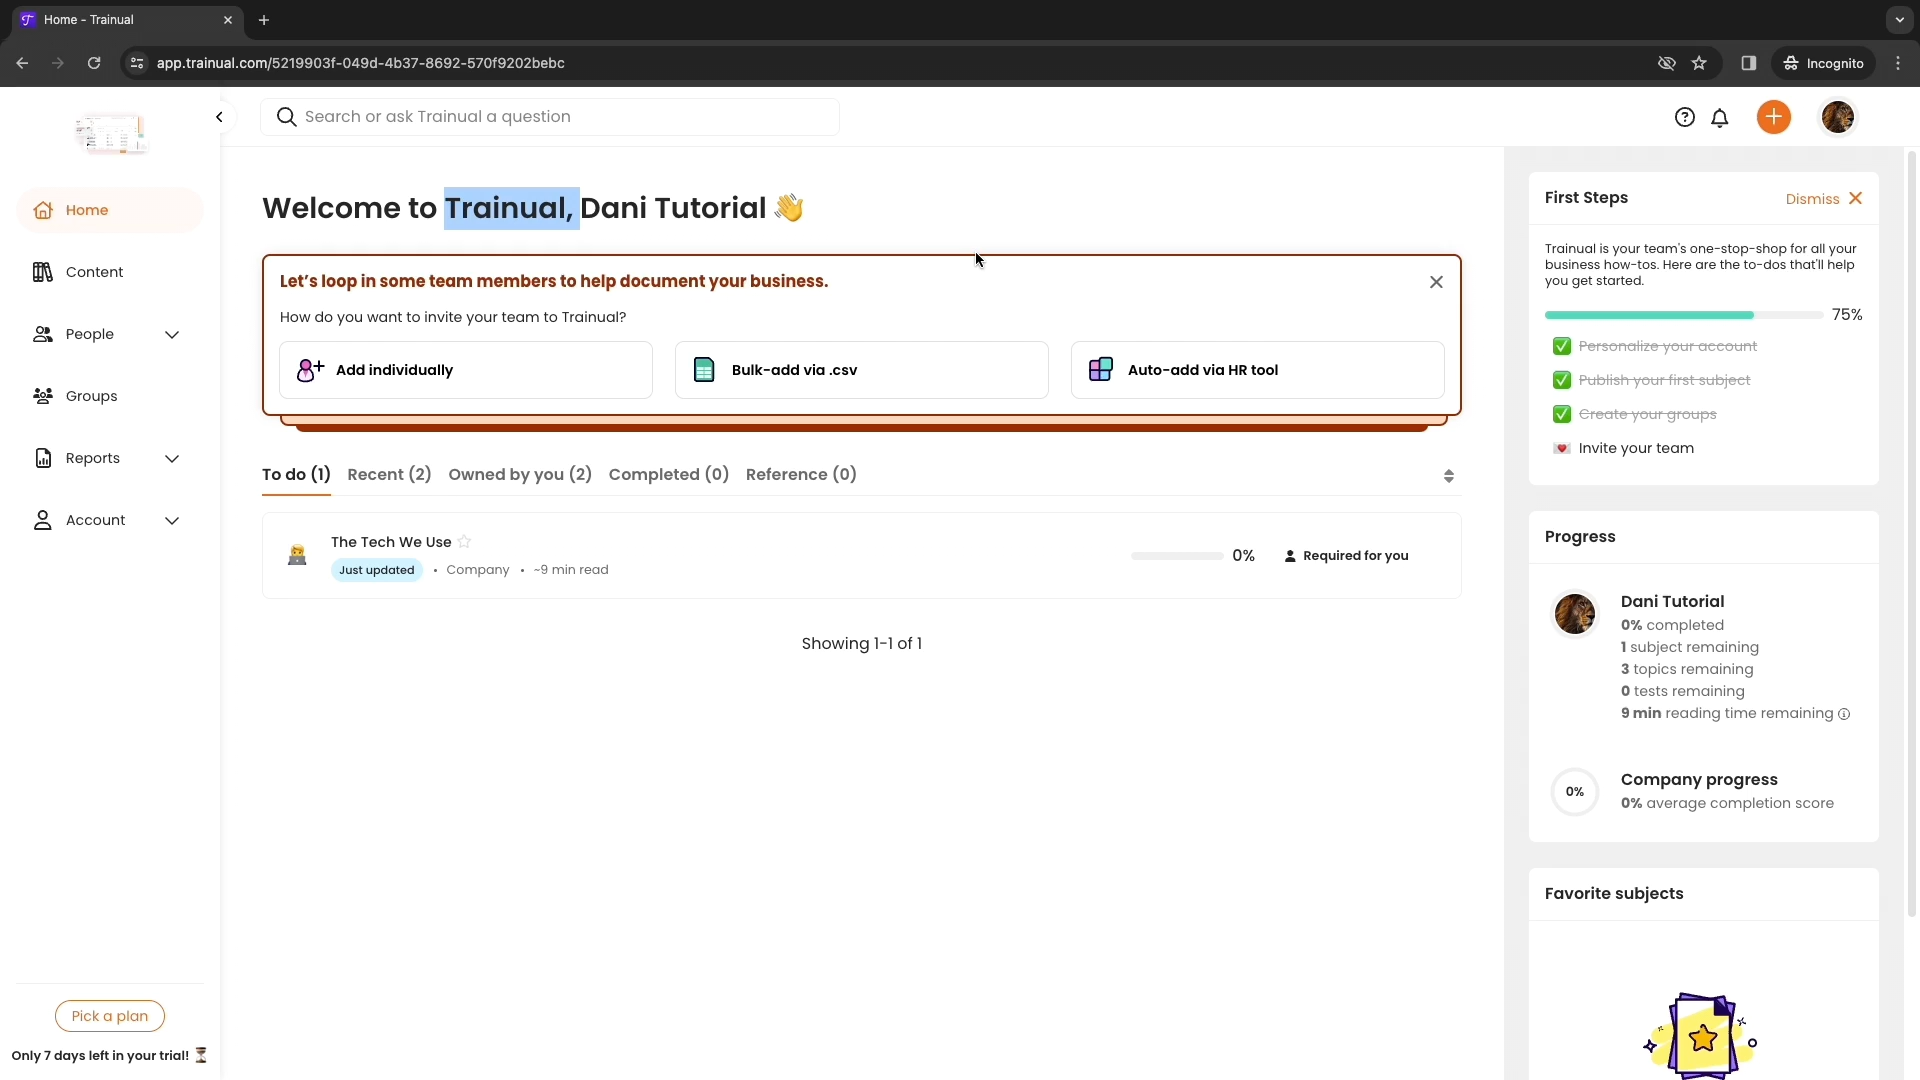 Home - Trainual
app.trainual.com/5219903f-049d-4b37-8692-570f9202bebc
Incognito
Search or ask Trainual a question
Home
Content
People
Groups
Reports
Account
Pick a plan
Only 7 days left in your trial! ⏳
Welcome to Trainual, Dani Tutorial 👋
Let’s loop in some team members to help document your business.
How do you want to invite your team to Trainual?
Add individually
Bulk-add via .csv
Auto-add via HR tool
To do (1) Recent (2) Owned by you (2) Completed (0) Reference (0)
The Tech We Use
Just updated • Company • ~9 min read
0%
Required for you
Showing 1-1 of 1
First Steps
Dismiss
Trainual is your team's one-stop-shop for all your
business how-tos. Here are the to-dos that'll help
you get started.
75%
Personalize your account
Publish your first subject
Create your groups
Invite your team
Progress
Dani Tutorial
0% completed
1 subject remaining
3 topics remaining
0 tests remaining
9 min reading time remaining
0%
Company progress
0% average completion score
Favorite subjects